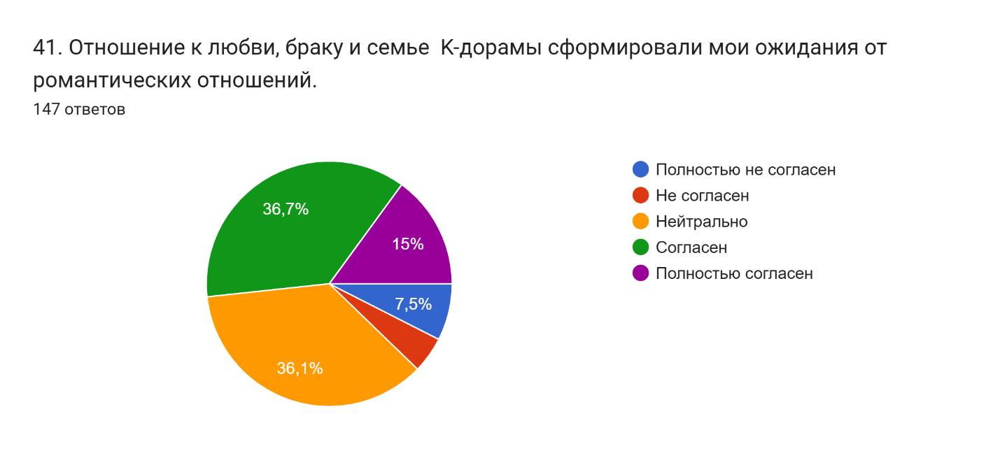 41. Отношение к любви, браку и семье  К-дорамы сформировали мои ожидания от
романтических отношений.
147 ответов
Полностью не согласен
Не согласен
Нейтрально
Согласен
Полностью согласен
36,7%
15%
7,5%
36,1%